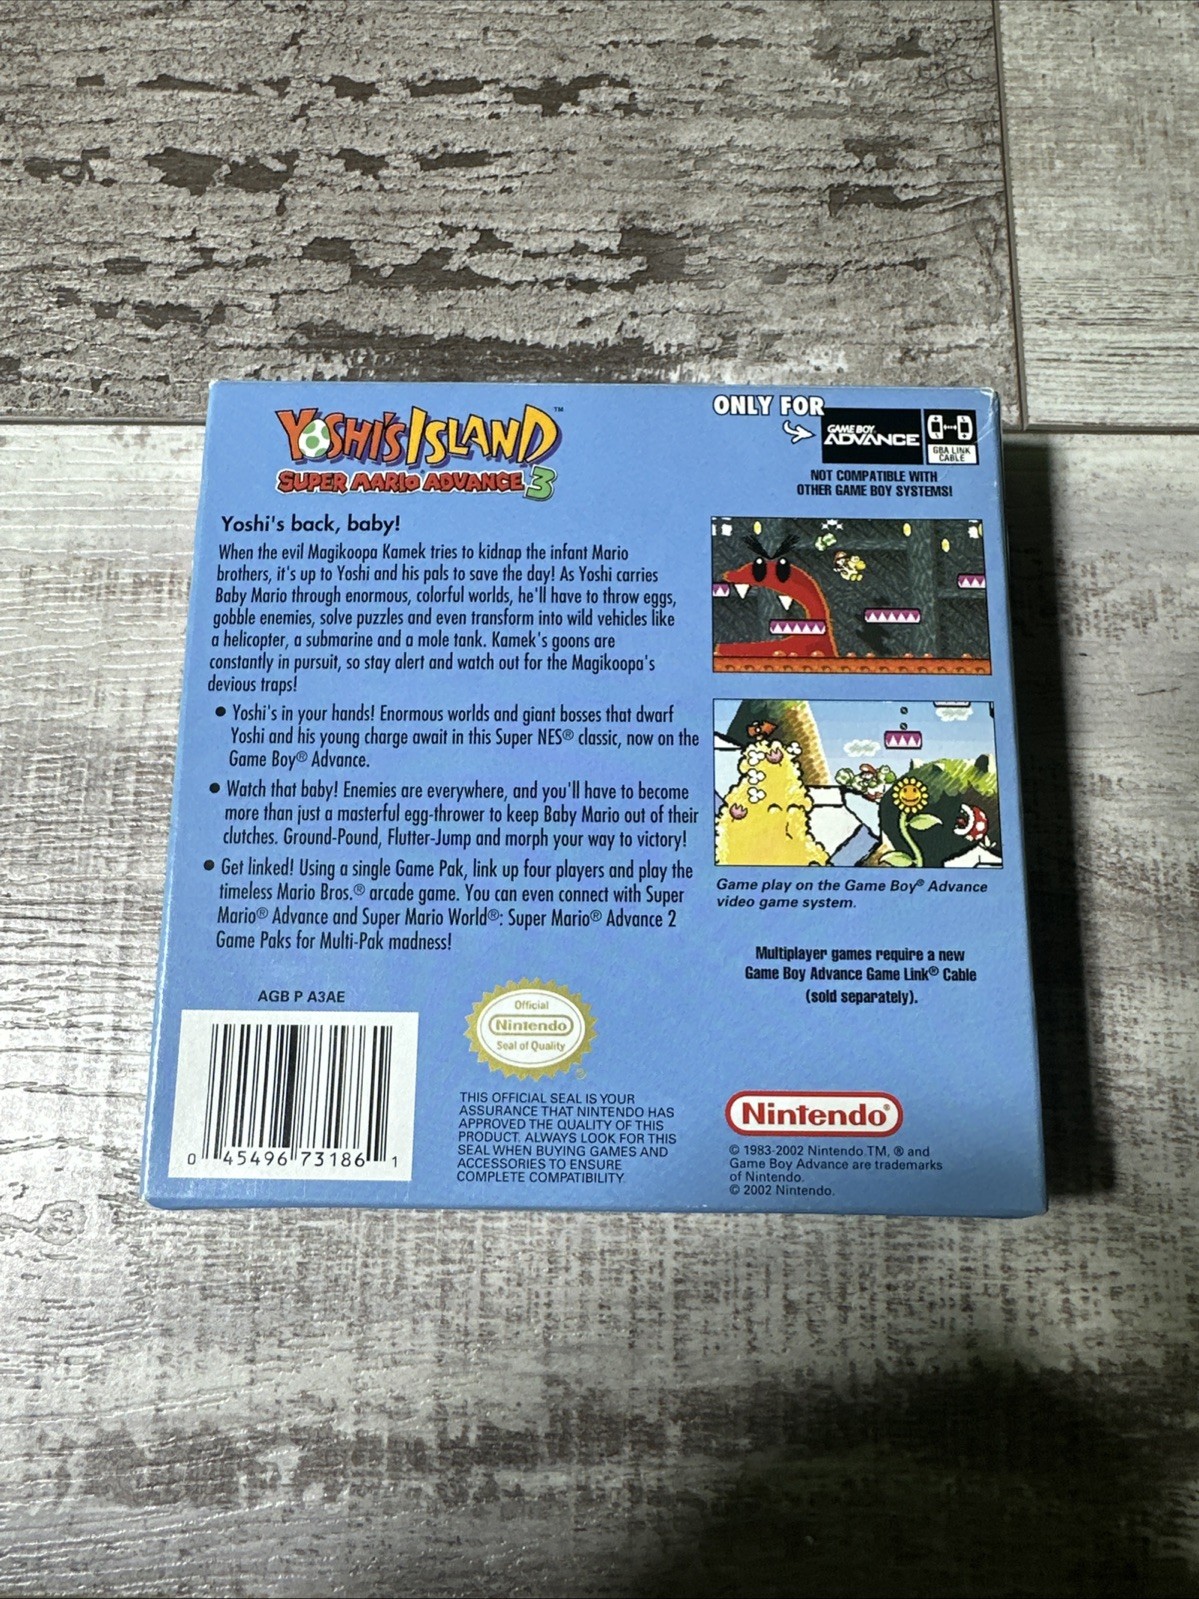 YOSHI'S ISLAND™
SUPER MARIO ADVANCE 3
ONLY FOR
GAME BOY ADVANCE
GBA LINK
CABLE
NOT COMPATIBLE WITH
OTHER GAME BOY SYSTEMS!
Yoshi's back, baby!
When the evil Magikoopa Kamek tries to kidnap the infant Mario
brothers, it's up to Yoshi and his pals to save the day! As Yoshi carries
Baby Mario through enormous, colorful worlds, he'll have to throw eggs,
gobble enemies, solve puzzles and even transform into wild vehicles like
a helicopter, a submarine and a mole tank. Kamek's goons are
constantly in pursuit, so stay alert and watch out for the Magikoopa's
devious traps!
• Yoshi's in your hands! Enormous worlds and giant bosses that dwarf
Yoshi and his young charge await in this Super NES® classic, now on the
Game Boy® Advance.
• Watch that baby! Enemies are everywhere, and you'll have to become
more than just a masterful egg-thrower to keep Baby Mario out of their
clutches. Ground-Pound, Flutter-Jump and morph your way to victory!
• Get linked! Using a single Game Pak, link up four players and play the
timeless Mario Bros.® arcade game. You can even connect with Super
Mario® Advance and Super Mario World®: Super Mario® Advance 2
Game Paks for Multi-Pak madness!
Game play on the Game Boy® Advance
video game system.
Multiplayer games require a new
Game Boy Advance Game Link® Cable
(sold separately).
AGB P A3AE
0 45496 73186 1
Official
Nintendo
Seal of Quality
THIS OFFICIAL SEAL IS YOUR
ASSURANCE THAT NINTENDO HAS
APPROVED THE QUALITY OF THIS
PRODUCT. ALWAYS LOOK FOR THIS
SEAL WHEN BUYING GAMES AND
ACCESSORIES TO ENSURE
COMPLETE COMPATIBILITY.
Nintendo®
© 1983-2002 Nintendo.TM, ® and
Game Boy Advance are trademarks
of Nintendo.
© 2002 Nintendo.